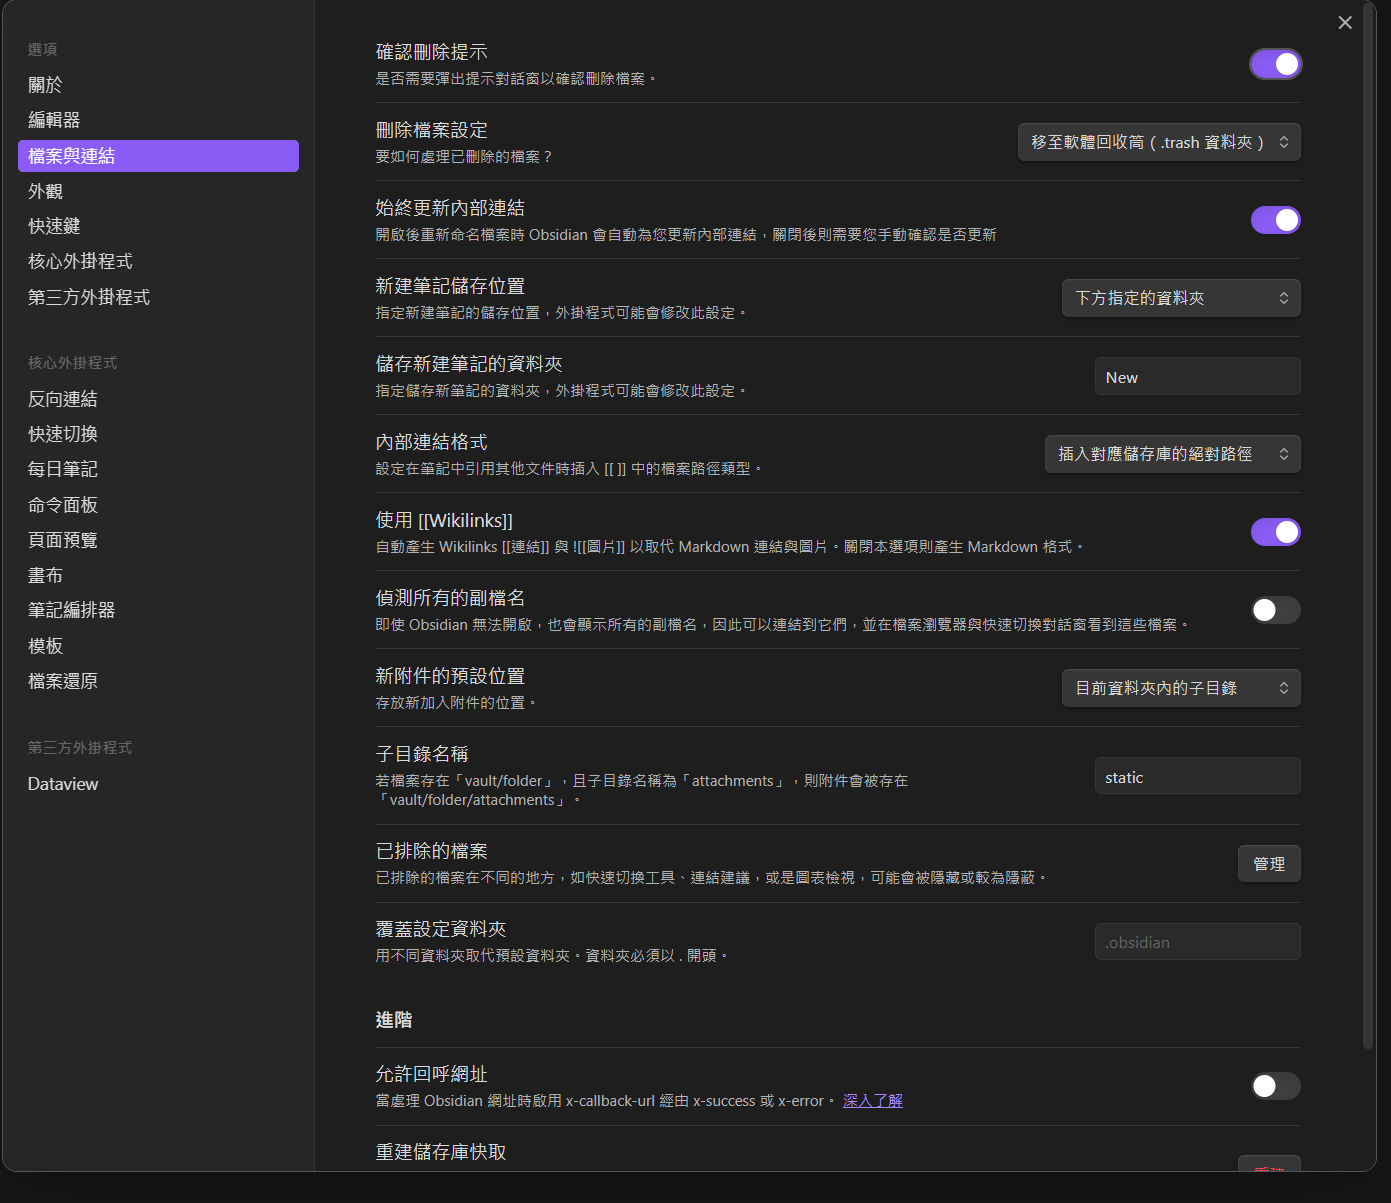 選項
關於
編輯器
檔案與連結
外觀
快速鍵
核心外掛程式
第三方外掛程式
核心外掛程式
反向連結
快速切換
每日筆記
命令面板
頁面預覽
畫布
筆記編排器
模板
檔案還原
第三方外掛程式
Dataview
確認刪除提示
是否需要彈出提示對話窗以確認刪除檔案。
刪除檔案設定
要如何處理已刪除的檔案？
移至軟體回收筒（.trash 資料夾）
始終更新內部連結
開啟後重新命名檔案時 Obsidian 會自動為您更新內部連結，關閉後則需要您手動確認是否更新
新建筆記儲存位置
指定新建筆記的儲存位置，外掛程式可能會修改此設定。
下方指定的資料夾
儲存新建筆記的資料夾
指定儲存新筆記的資料夾，外掛程式可能會修改此設定。
New
內部連結格式
設定在筆記中引用其他文件時插入 [[ ]] 中的檔案路徑類型。
插入對應儲存庫的絕對路徑
使用 [[Wikilinks]]
自動產生 Wikilinks [[連結]] 與 ![[圖片]] 以取代 Markdown 連結與圖片。關閉本選項則產生 Markdown 格式。
偵測所有的副檔名
即使 Obsidian 無法開啟，也會顯示所有的副檔名，因此可以連結到它們，並在檔案瀏覽器與快速切換對話窗看到這些檔案。
新附件的預設位置
存放新加入附件的位置。
目前資料夾內的子目錄
子目錄名稱
若檔案存在「vault/folder」，且子目錄名稱為「attachments」，則附件會被存在
「vault/folder/attachments」。
static
已排除的檔案
已排除的檔案在不同的地方，如快速切換工具、連結建議，或是圖表檢視，可能會被隱藏或較為隱蔽。
管理
覆蓋設定資料夾
用不同資料夾取代預設資料夾。資料夾必須以 . 開頭。
.obsidian
進階
允許回呼網址
當處理 Obsidian 網址時啟用 x-callback-url 經由 x-success 或 x-error。 深入了解
重建儲存庫快取